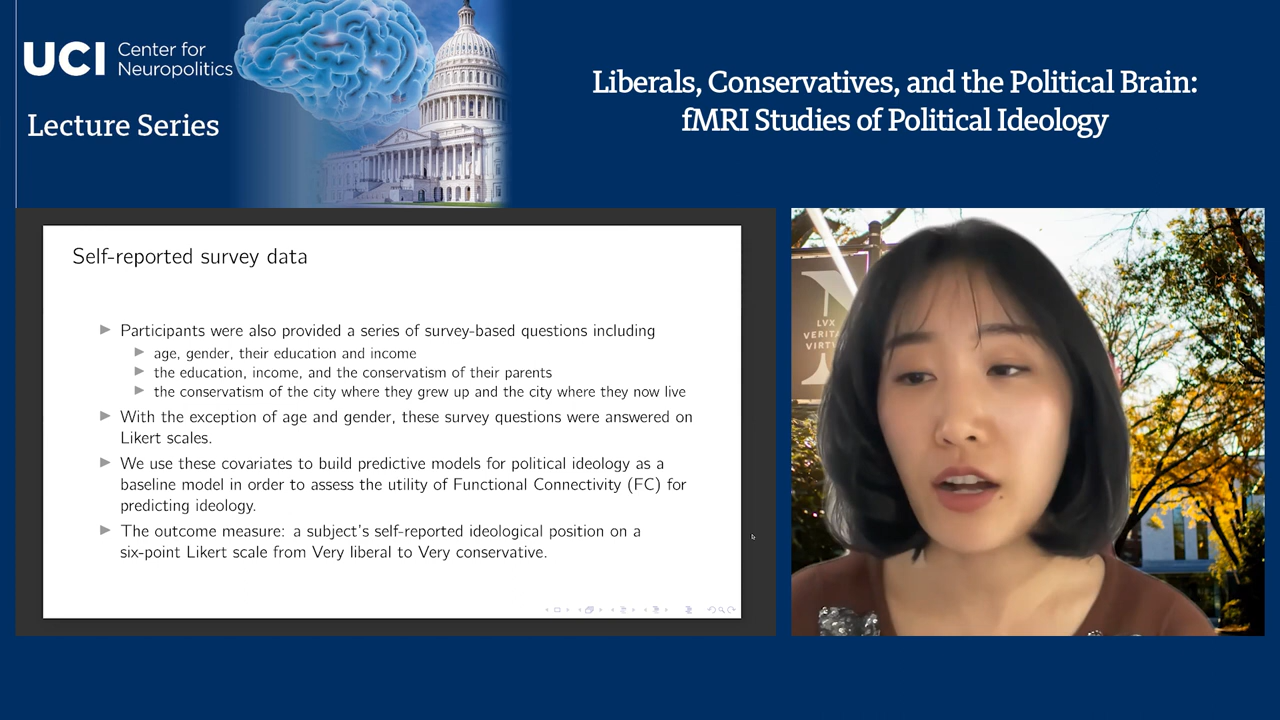 UCI Center for
Neuropolitics
Lecture Series
Liberals, Conservatives, and the Political Brain:
fMRI Studies of Political Ideology
Self-reported survey data
Participants were also provided a series of survey-based questions including
age, gender, their education and income
the education, income, and the conservatism of their parents
the conservatism of the city where they grew up and the city where they now live
With the exception of age and gender, these survey questions were answered on
Likert scales.
We use these covariates to build predictive models for political ideology as a
baseline model in order to assess the utility of Functional Connectivity (FC) for
predicting ideology.
The outcome measure: a subject's self-reported ideological position on a
six-point Likert scale from Very liberal to Very conservative.
LVX